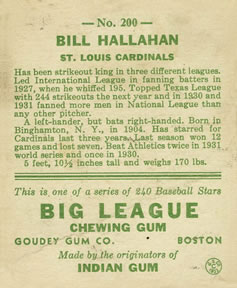 No. 200
BILL HALLAHAN
ST. LOUIS CARDINALS
Has been strikeout king in three different leagues.
Led International League in fanning batters in
1927, when he whiffed 195. Topped Texas League
with 244 strikeouts the next year and in 1930 and
1931 fanned more men in National League than
any other pitcher.
A left-hander, but bats right-handed. Born in
Binghamton, N. Y., in 1904. Has starred for
Cardinals last three years. Last season won 12
games and lost seven. Beat Athletics twice in 1931
world series and once in 1930.
5 feet, 10½ inches tall and weighs 170 lbs.
This is one of a series of 240 Baseball Stars
BIG LEAGUE
CHEWING GUM
GOUDEY GUM CO. BOSTON
Made by the originators of
INDIAN GUM